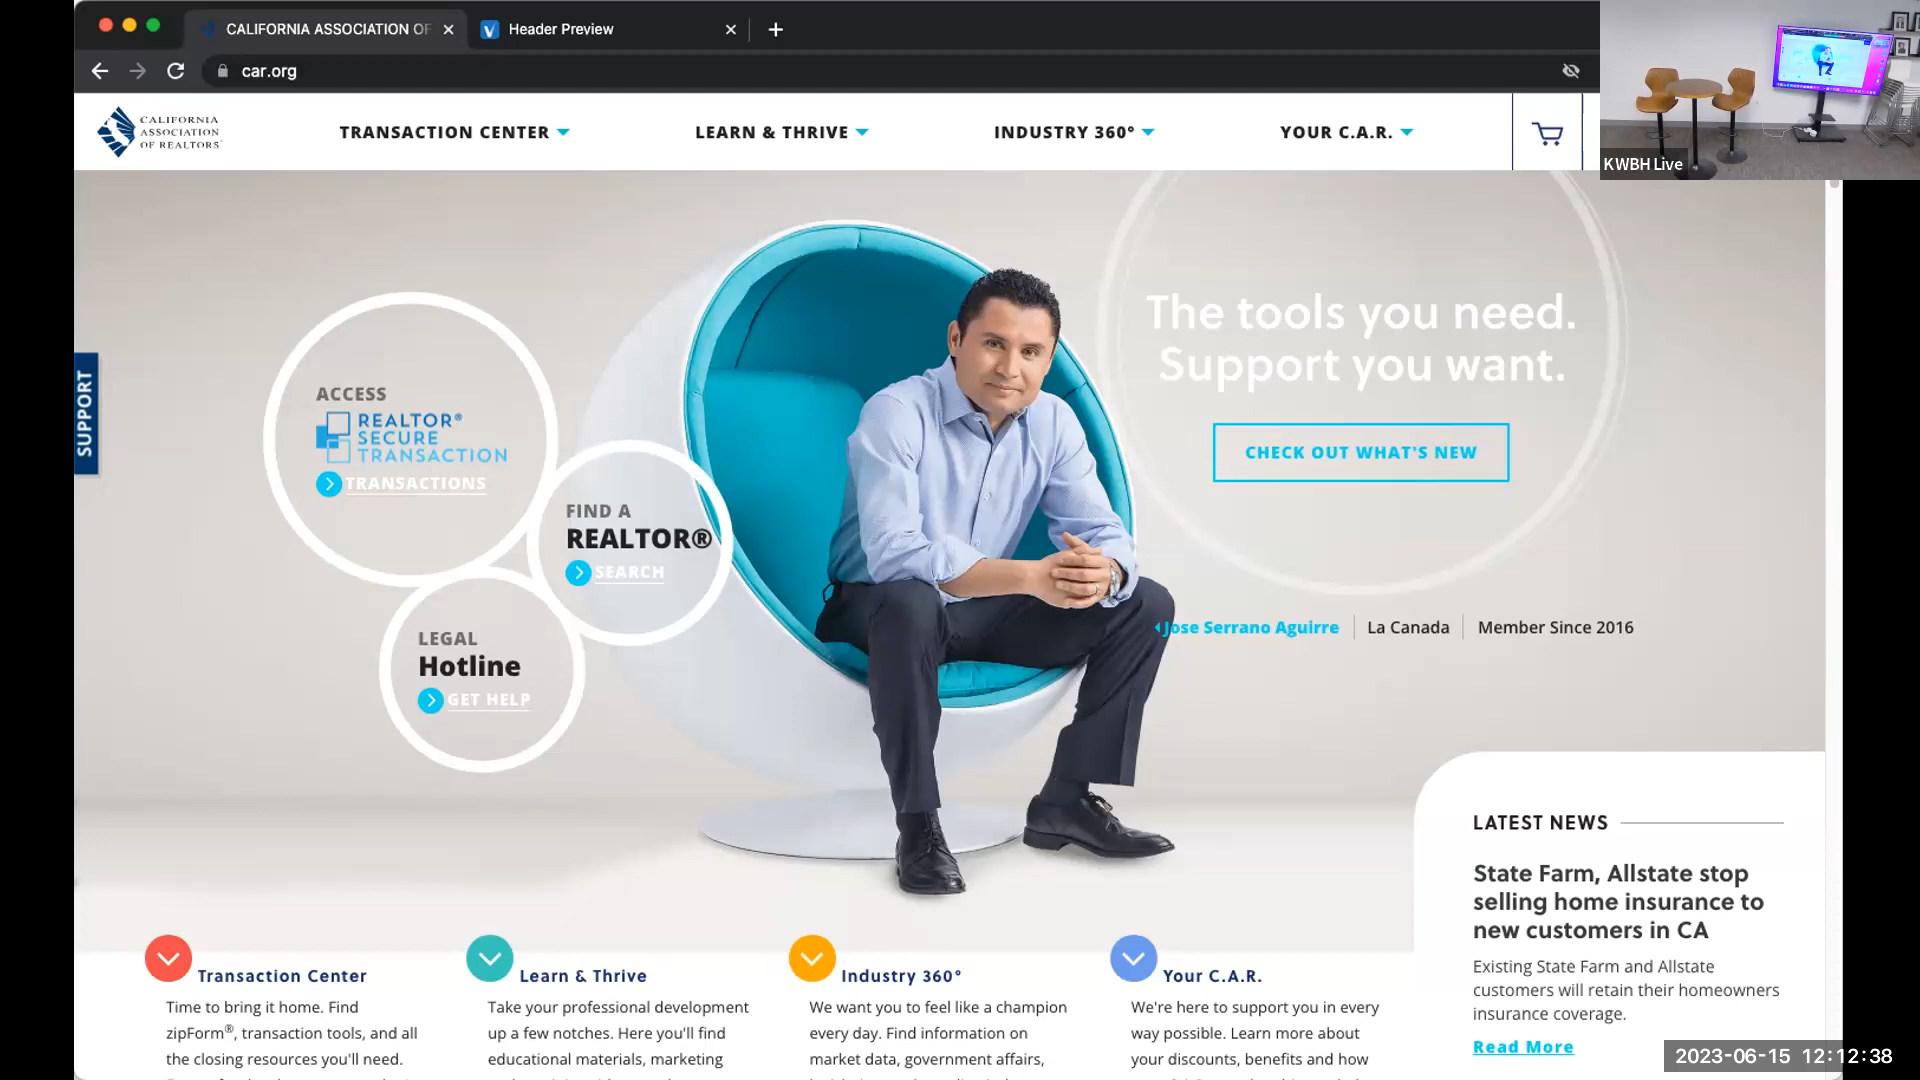 CALIFORNIA ASSOCIATION OF
Header Preview
car.org
KWBH Live
CALIFORNIA
ASSOCIATION
OF REALTORS
TRANSACTION CENTER
LEARN & THRIVE
INDUSTRY 360°
YOUR C.A.R.
SUPPORT
ACCESS
REALTOR®
SECURE
TRANSACTION
TRANSACTIONS
FIND A
REALTOR®
SEARCH
LEGAL
Hotline
GET HELP
The tools you need.
Support you want.
CHECK OUT WHAT'S NEW
Jose Serrano Aguirre
La Canada
Member Since 2016
LATEST NEWS
State Farm, Allstate stop
selling home insurance to
new customers in CA
Existing State Farm and Allstate
customers will retain their homeowners
insurance coverage.
Read More
Transaction Center
Time to bring it home. Find
zipForm®, transaction tools, and all
the closing resources you'll need.
Learn & Thrive
Take your professional development
up a few notches. Here you'll find
educational materials, marketing
Industry 360°
We want you to feel like a champion
every day. Find information on
market data, government affairs,
Your C.A.R.
We're here to support you in every
way possible. Learn more about
your discounts, benefits and how
2023-06-15 12:12:38